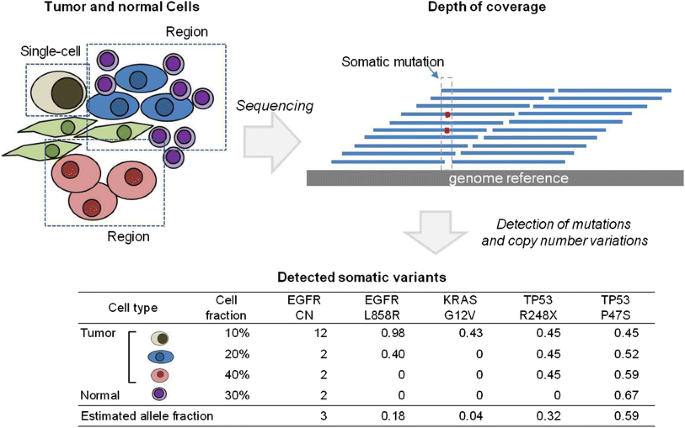 Tumor and normal Cells
Depth of coverage
Region
Single-cell
Somatic mutation
Sequencing
genome reference
Region
Detection of mutations
and copy number variations
Detected somatic variants
Cell type Cell fraction EGFR CN EGFR L858R KRAS G12V TP53 R248X TP53 P47S
Tumor 10% 12 0.98 0.43 0.45 0.45
20% 2 0.40 0 0.45 0.52
40% 2 0 0 0.45 0.59
Normal 30% 2 0 0 0 0.67
Estimated allele fraction 3 0.18 0.04 0.32 0.59